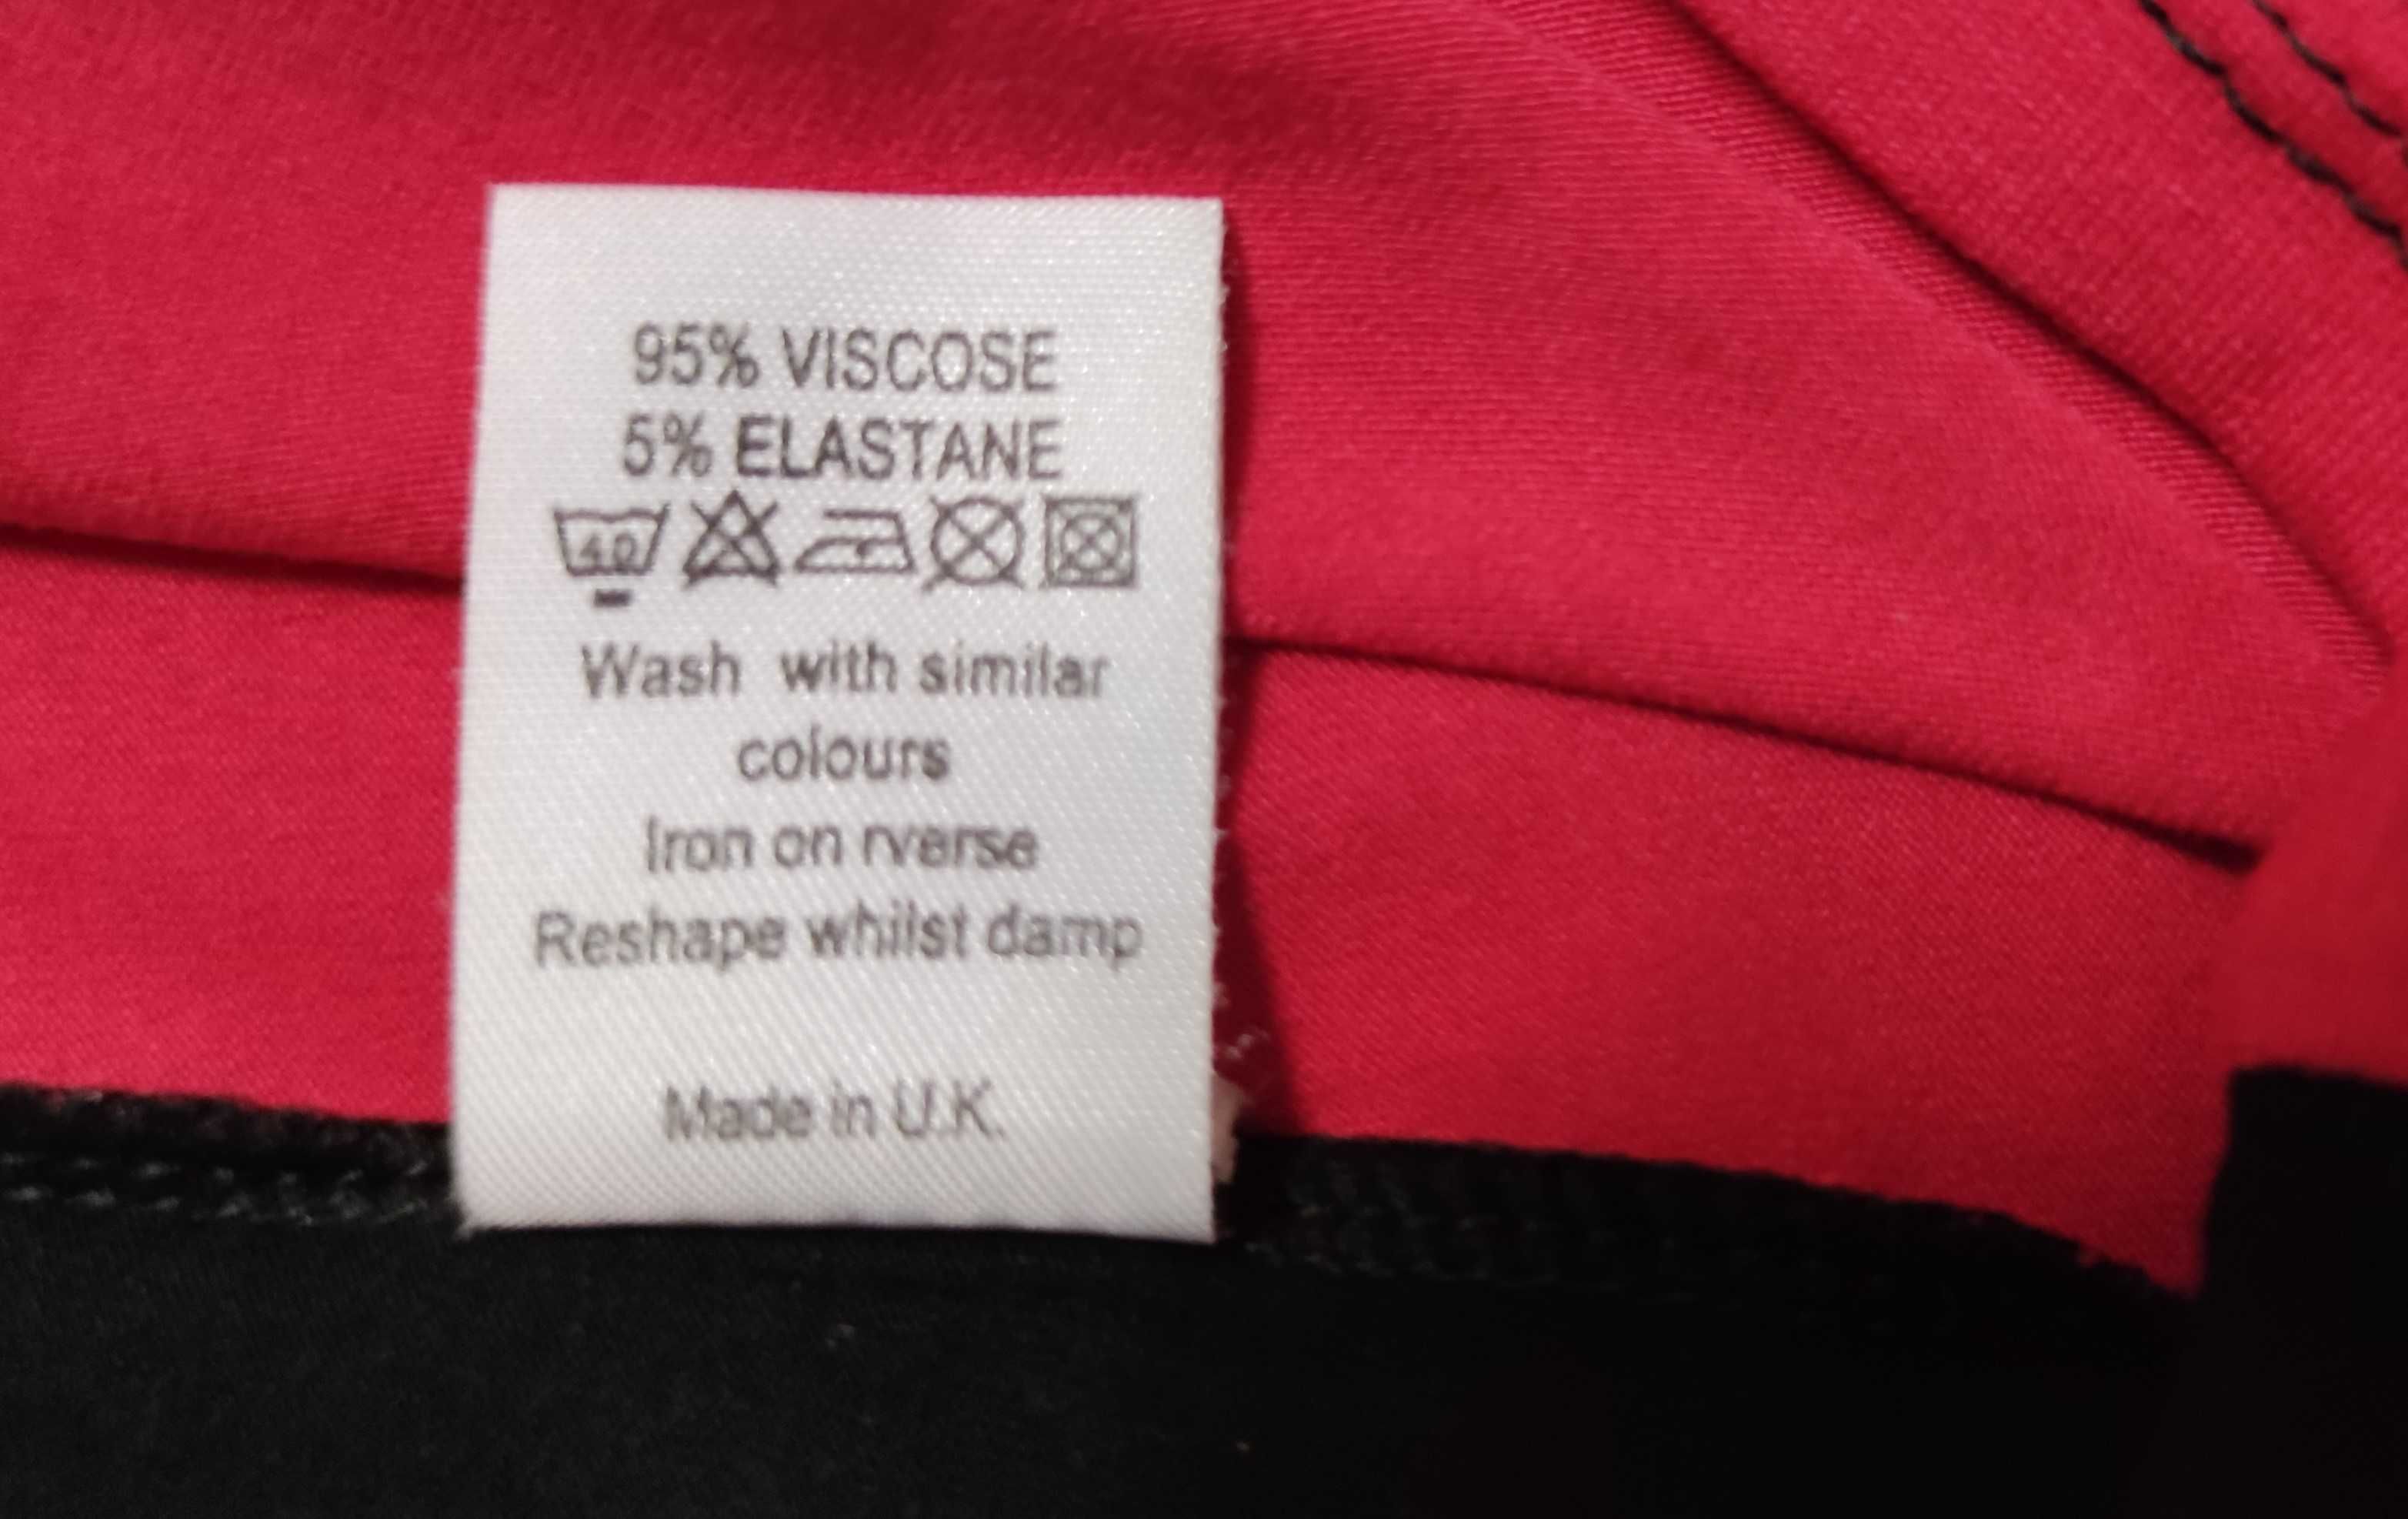 95% VISCOSE
5% ELASTANE
40
Wash with similar
colours
Iron on rverse
Reshape whilst damp
Made in U.K.